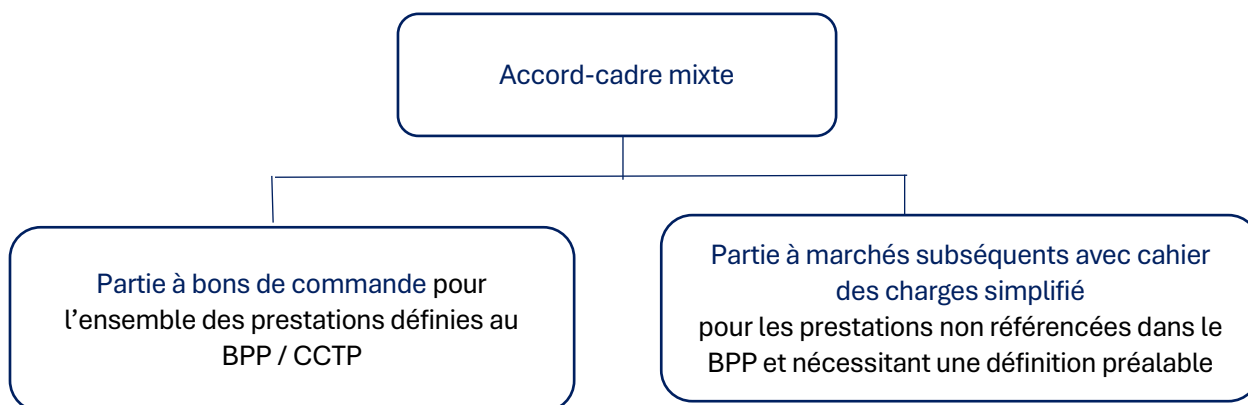 Accord-cadre mixte
Partie à bons de commande pour
l’ensemble des prestations définies au
BPP / CCTP
Partie à marchés subséquents avec cahier
des charges simplifié
pour les prestations non référencées dans le
BPP et nécessitant une définition préalable